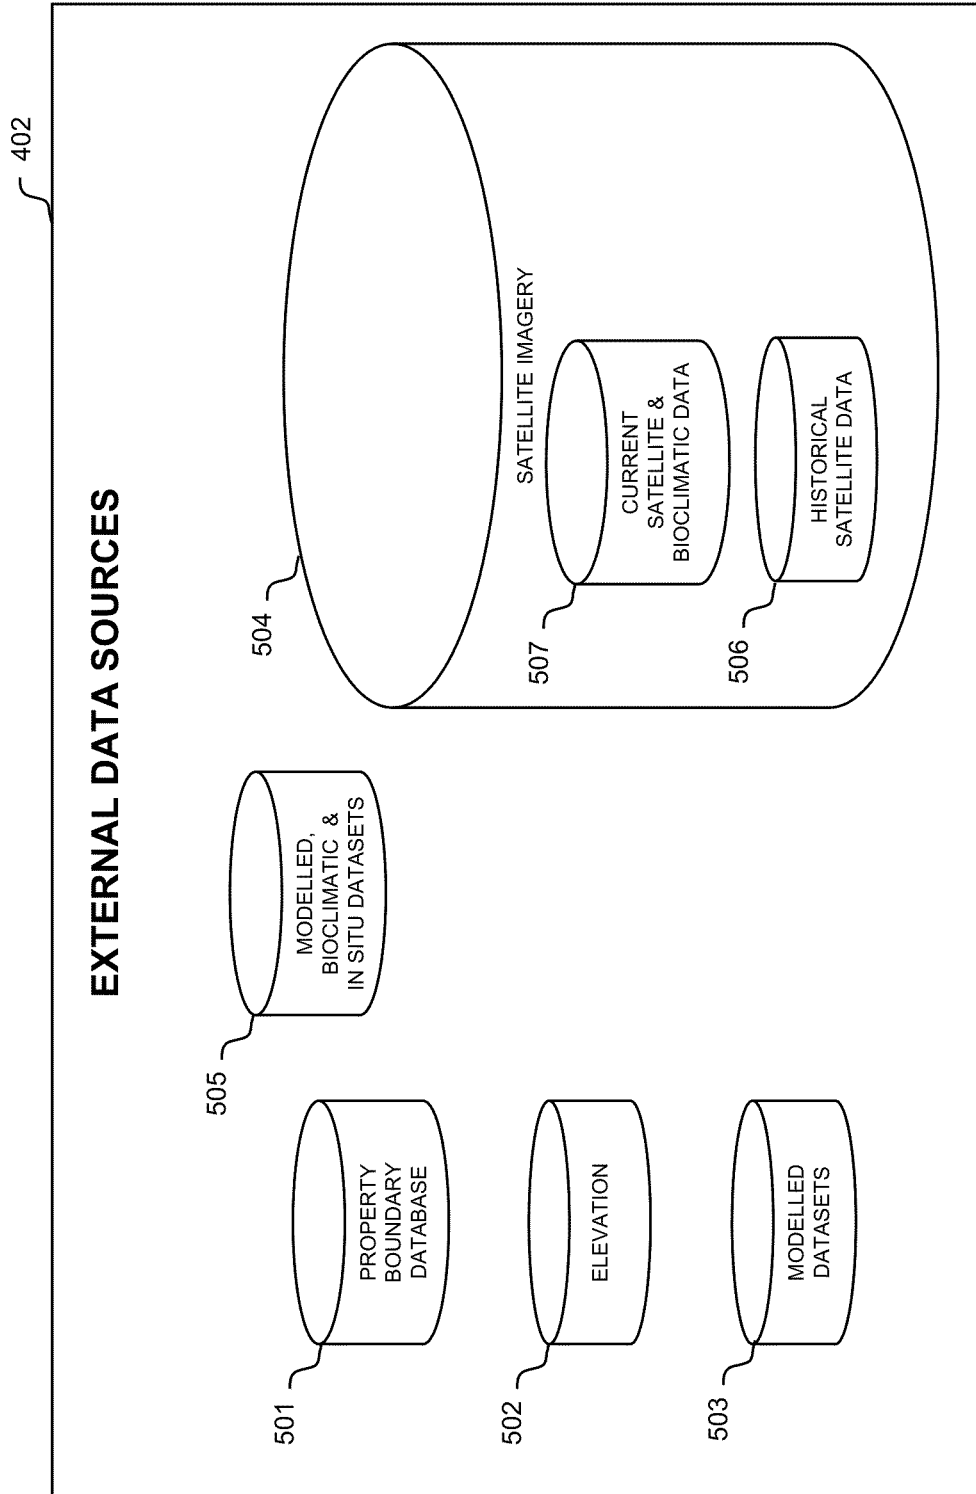 402
EXTERNAL DATA SOURCES
501
PROPERTY
BOUNDARY
DATABASE
502
ELEVATION
503
MODELLED
DATASETS
505
MODELLED,
BIOCLIMATIC &
IN SITU DATASETS
504
SATELLITE IMAGERY
507
CURRENT
SATELLITE &
BIOCLIMATIC DATA
506
HISTORICAL
SATELLITE DATA